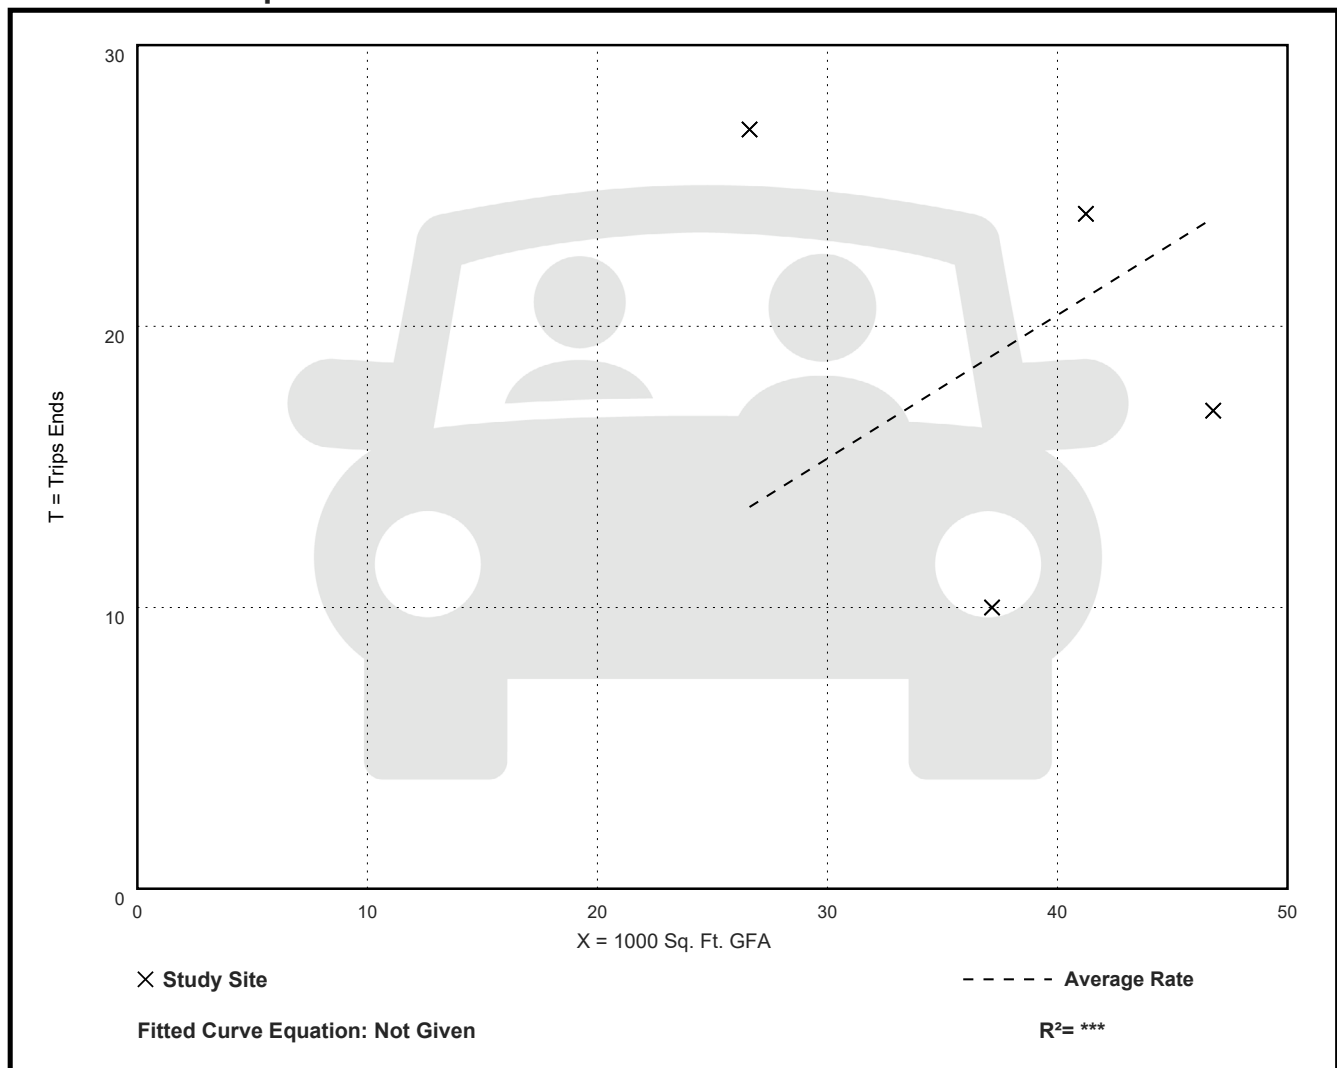 30
20
10
0
T = Trips Ends
0 10 20 30 40 50
X = 1000 Sq. Ft. GFA
Study Site
Average Rate
Fitted Curve Equation: Not Given
R²= ***